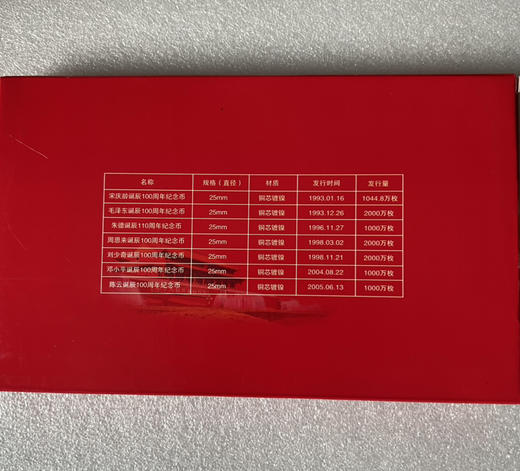 名称 规格(直径) 材质 发行时间 发行量
宋庆龄诞辰100周年纪念币 25mm 铜芯镀镍 1993.01.16 1044.8万枚
毛泽东诞辰100周年纪念币 25mm 铜芯镀镍 1993.12.26 2000万枚
朱德诞辰110周年纪念币 25mm 铜芯镀镍 1996.11.27 1000万枚
周恩来诞辰100周年纪念币 25mm 铜芯镀镍 1998.03.02 2000万枚
刘少奇诞辰100周年纪念币 25mm 铜芯镀镍 1998.11.21 2000万枚
邓小平诞辰100周年纪念币 25mm 铜芯镀镍 2004.08.22 1000万枚
陈云诞辰100周年纪念币 25mm 铜芯镀镍 2005.06.13 1000万枚